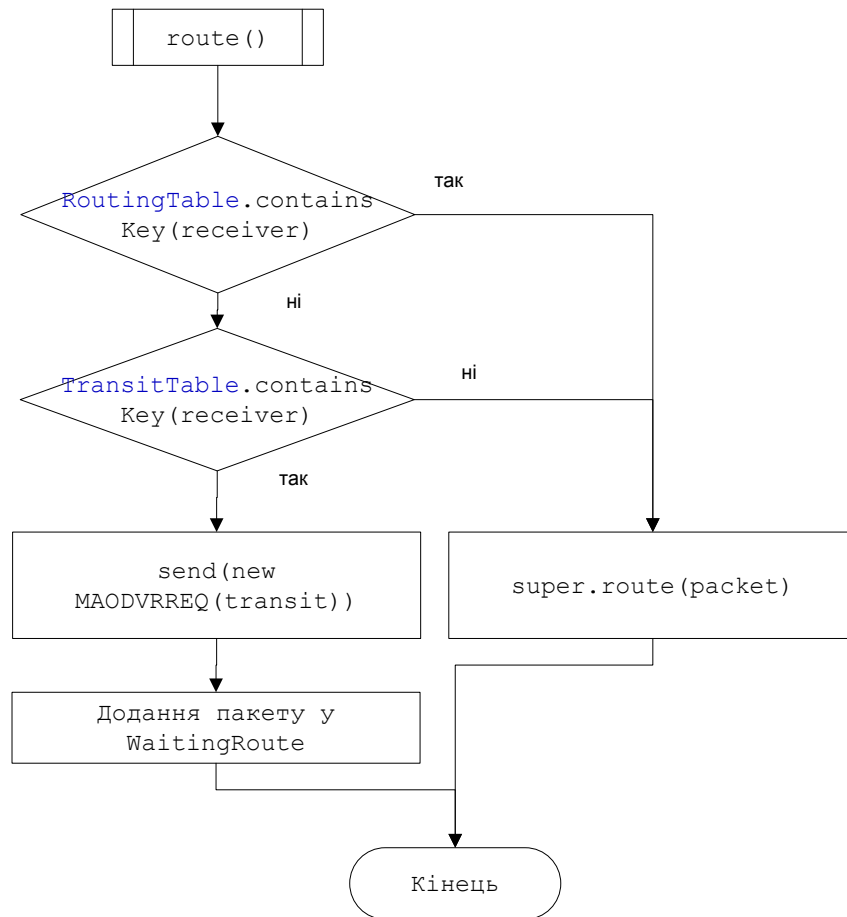 route()
так
RoutingTable.contains
Key(receiver)
ні
TransitTable.contains
Key(receiver)
ні
так
send(new
MAODVRREQ(transit))
super.route(packet)
Додання пакету у
WaitingRoute
Кінець